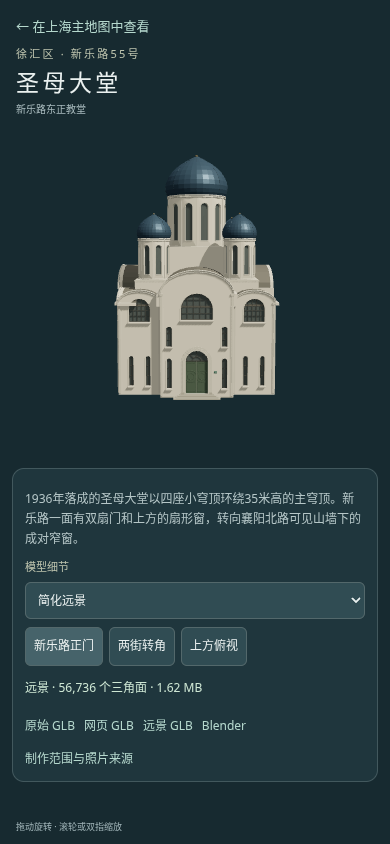 ← 在上海主地图中查看
徐汇区 · 新乐路55号
圣母大堂
新乐路东正教堂
1936年落成的圣母大堂以四座小穹顶环绕35米高的主穹顶。新
乐路一面有双扇门和上方的扇形窗，转向襄阳北路可见山墙下的
成对窄窗。
模型细节
简化远景
新乐路正门 两街转角 上方俯视
远景 · 56,736 个三角面 · 1.62 MB
原始 GLB 网页 GLB 远景 GLB Blender
制作范围与照片来源
拖动旋转 · 滚轮或双指缩放